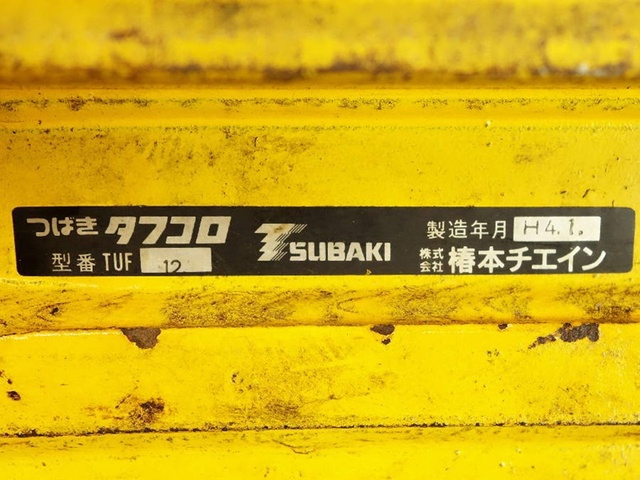 つばき タフコロ
型番 TUF 12
TSUBAKI
製造年月 H4.1.
株式会社 椿本チエイン